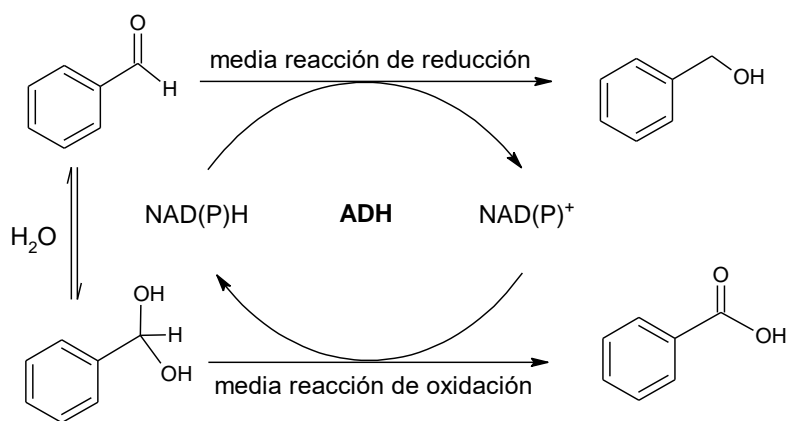 O
H
media reacción de reducción
OH
H₂O
NAD(P)H
ADH
NAD(P)⁺
OH
H
OH
media reacción de oxidación
O
OH